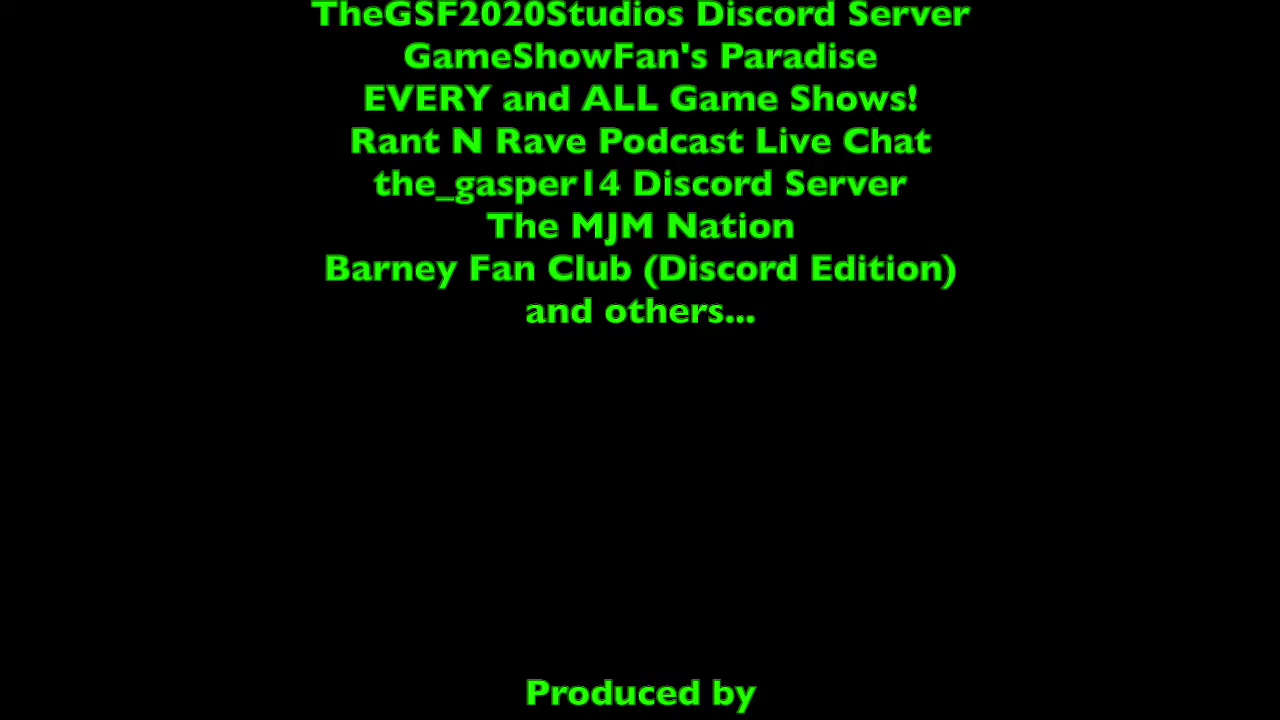 TheGSF2020Studios Discord Server
GameShowFan's Paradise
EVERY and ALL Game Shows!
Rant N Rave Podcast Live Chat
the_gasper14 Discord Server
The MJM Nation
Barney Fan Club (Discord Edition)
and others...
Produced by